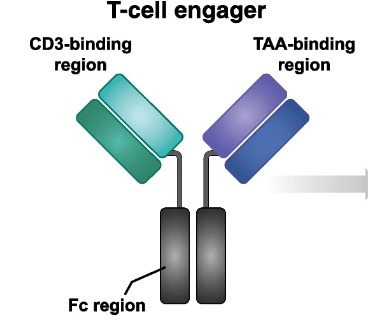 T-cell engager
CD3-binding
region
TAA-binding
region
Fc region